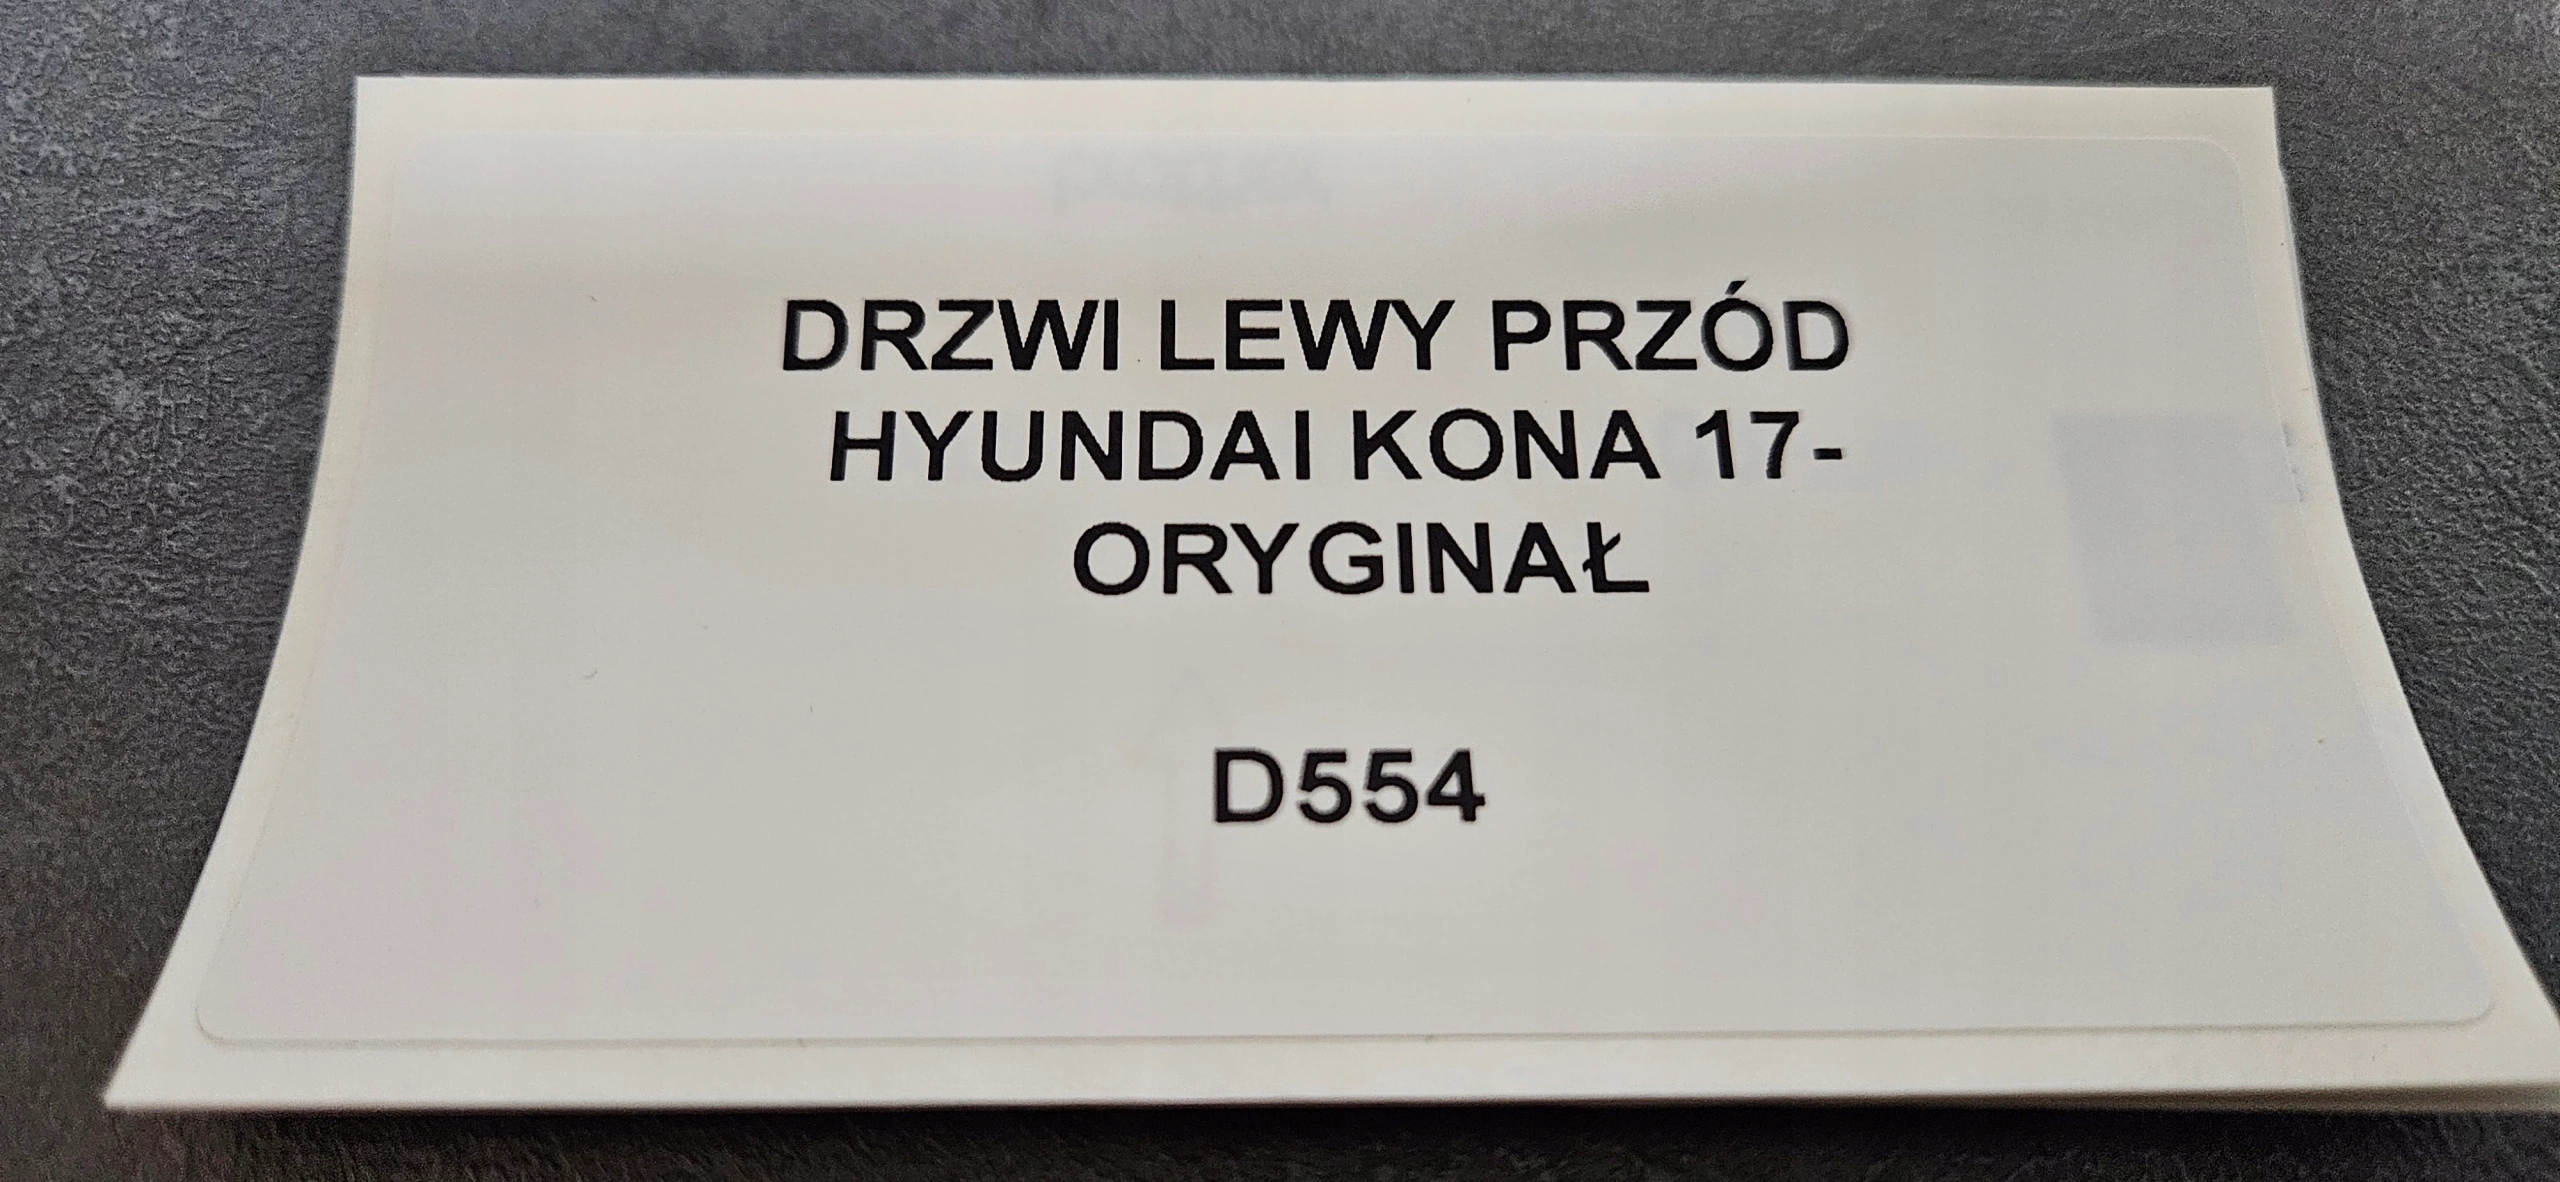 DRZWI LEWY PRZÓD
HYUNDAI KONA 17-
ORYGINAŁ
D554